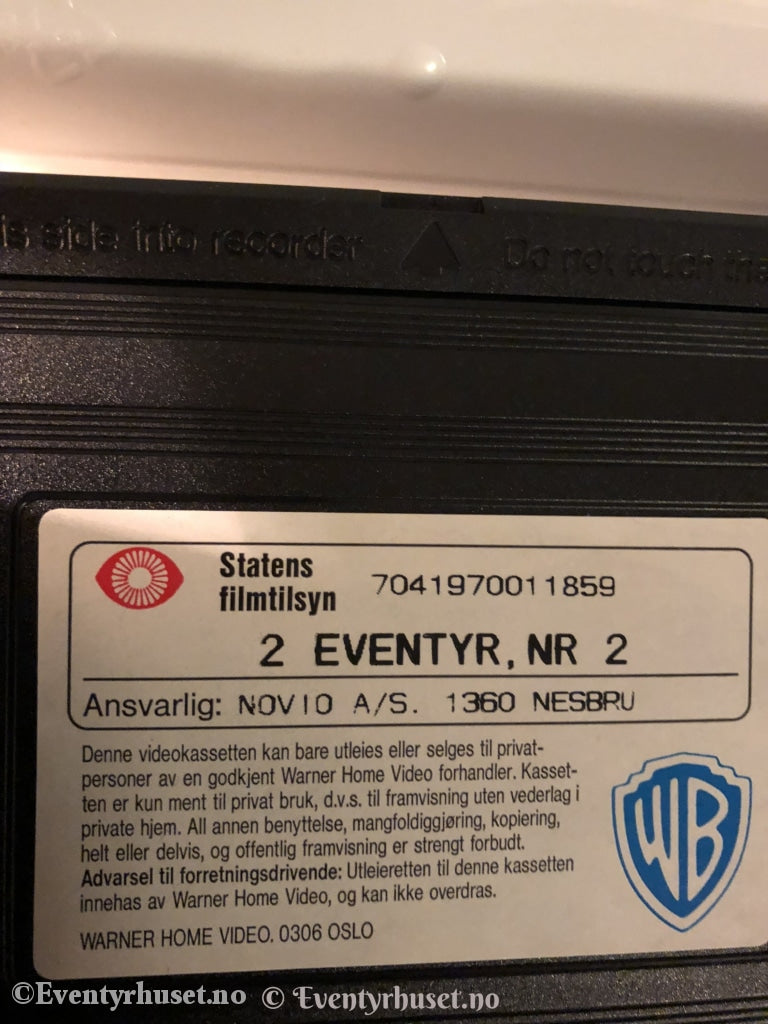 is side into recorder
Do not touch the
Statens
filmtilsyn
7041970011859
2 EVENTYR, NR 2
Ansvarlig: NOVIO A/S. 1360 NESBRU
Denne videokassetten kan bare utleies eller selges til privat-
personer av en godkjent Warner Home Video forhandler. Kasset-
ten er kun ment til privat bruk, d.v.s. til framvisning uten vederlag i
private hjem. All annen benyttelse, mangfoldiggjøring, kopiering,
helt eller delvis, og offentlig framvisning er strengt forbudt.
Advarsel til forretningsdrivende: Utleieretten til denne kassetten
innehas av Warner Home Video, og kan ikke overdras.
WARNER HOME VIDEO. 0306 OSLO
WB
©Eventyrhuset.no © Eventyrhuset.no